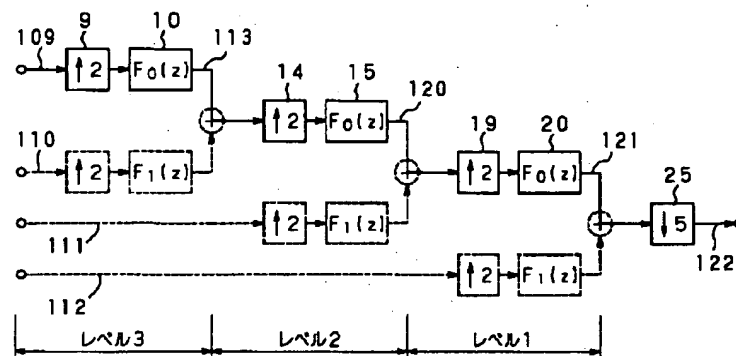 109 9 10 113
↑2 F₀(z)
14 15 120
110 ↑2 F₀(z) 19 20 121
↑2 F₁(z) ↑2 F₀(z) 25
111 ↑2 F₁(z) ↓5
112 ↑2 F₁(z) 122
レベル3 レベル2 レベル1